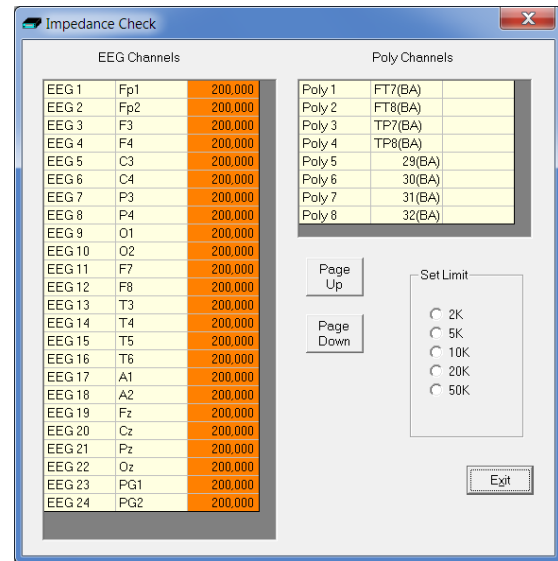 Impedance Check
EEG Channels
EEG 1 Fp1 200,000
EEG 2 Fp2 200,000
EEG 3 F3 200,000
EEG 4 F4 200,000
EEG 5 C3 200,000
EEG 6 C4 200,000
EEG 7 P3 200,000
EEG 8 P4 200,000
EEG 9 O1 200,000
EEG 10 O2 200,000
EEG 11 F7 200,000
EEG 12 F8 200,000
EEG 13 T3 200,000
EEG 14 T4 200,000
EEG 15 T5 200,000
EEG 16 T6 200,000
EEG 17 A1 200,000
EEG 18 A2 200,000
EEG 19 Fz 200,000
EEG 20 Cz 200,000
EEG 21 Pz 200,000
EEG 22 Oz 200,000
EEG 23 PG1 200,000
EEG 24 PG2 200,000
Poly Channels
Poly 1 FT7(BA)
Poly 2 FT8(BA)
Poly 3 TP7(BA)
Poly 4 TP8(BA)
Poly 5 29(BA)
Poly 6 30(BA)
Poly 7 31(BA)
Poly 8 32(BA)
Page
Up
Page
Down
Set Limit
2K
5K
10K
20K
50K
Exit